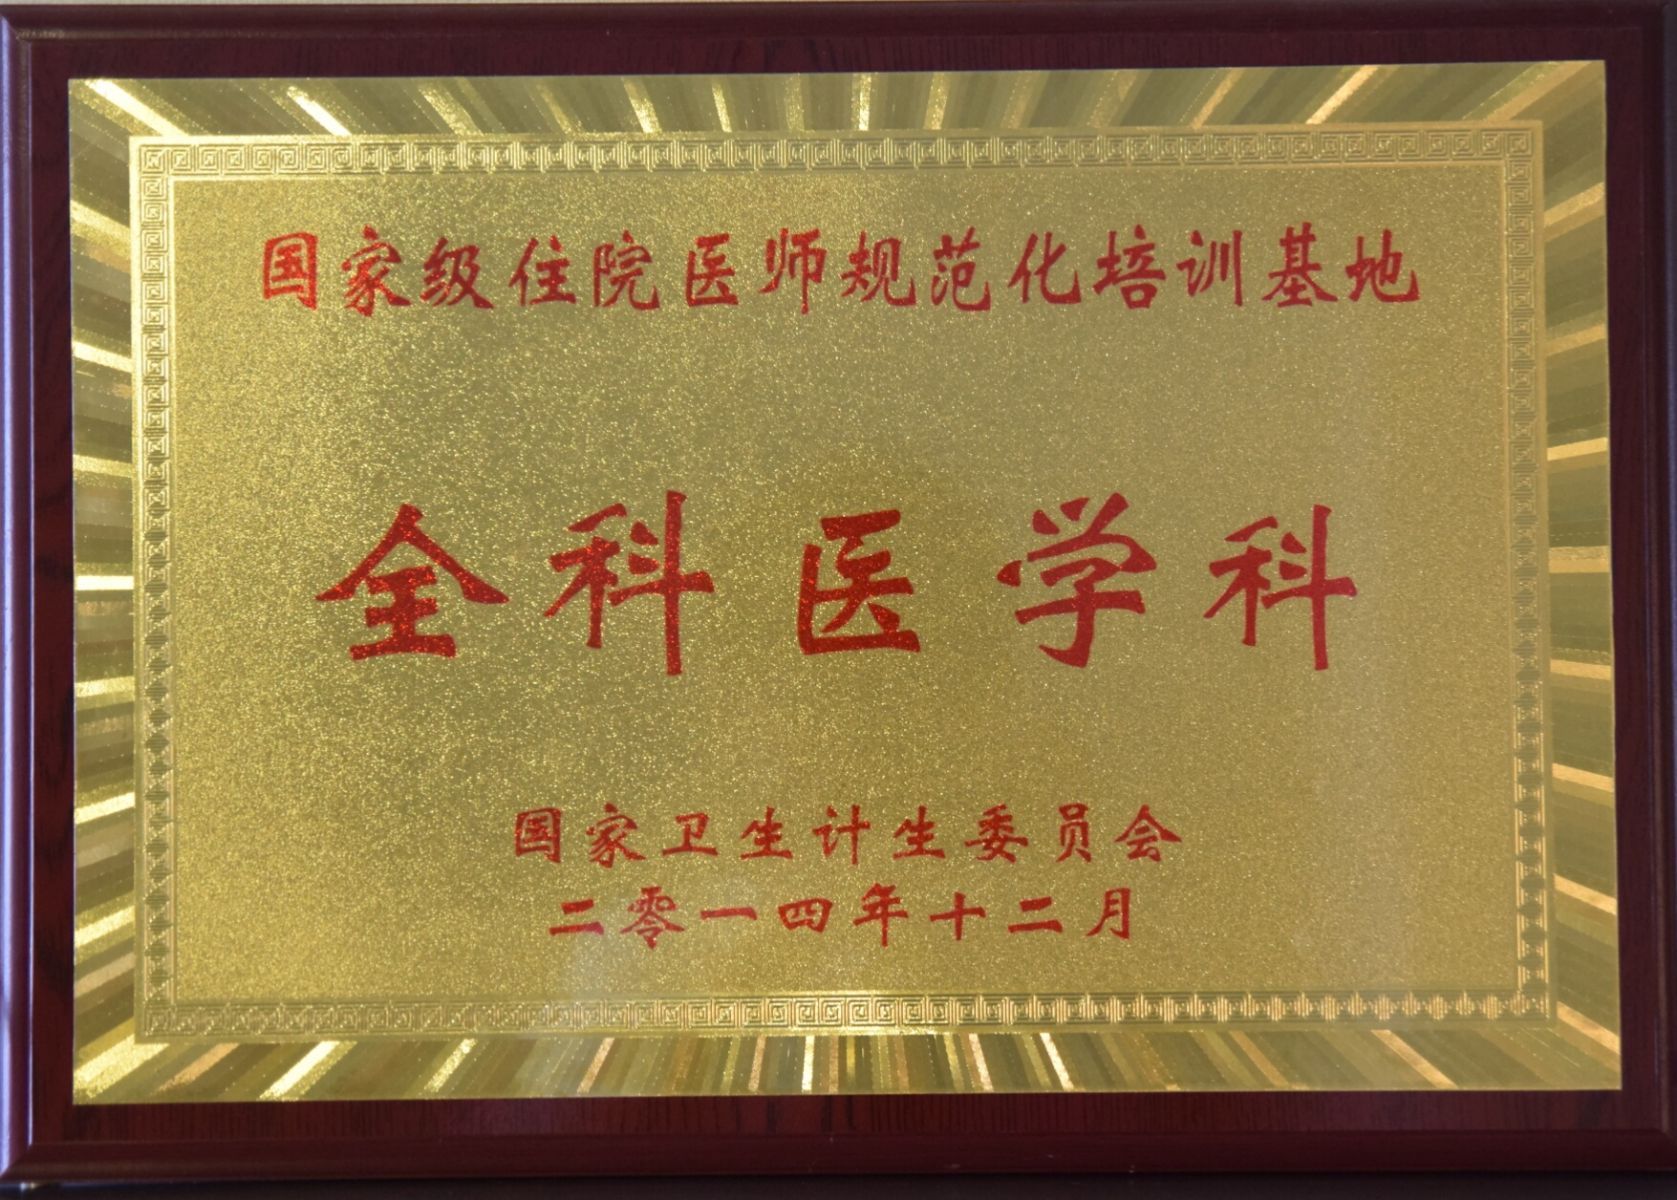 国家级住院医师规范化培训基地
全科医学科
国家卫生计生委员会
二零一四年十二月